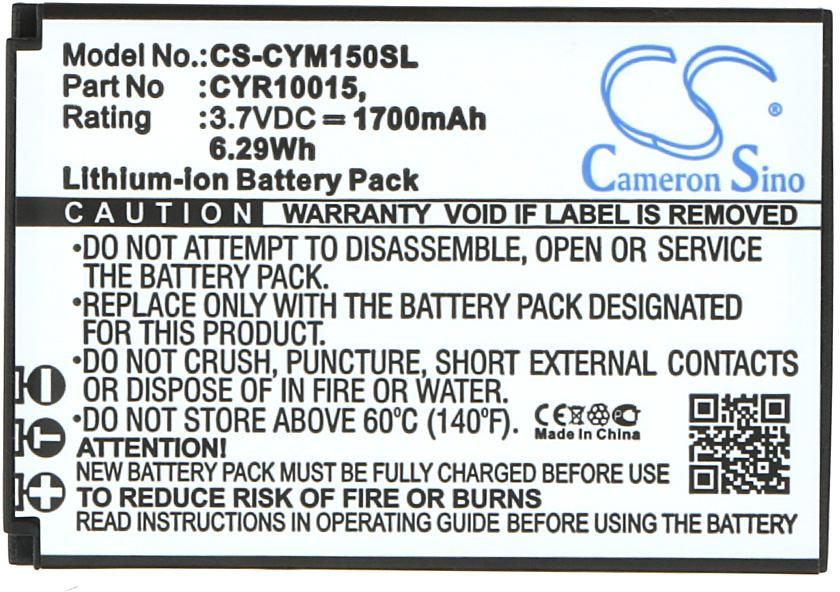 Model No.:CS-CYM150SL
Part No :CYR10015,
Rating :3.7VDC = 1700mAh
6.29Wh
Lithium-ion Battery Pack
CS
®
Cameron Sino
CAUTION WARRANTY VOID IF LABEL IS REMOVED
•DO NOT ATTEMPT TO DISASSEMBLE, OPEN OR SERVICE
THE BATTERY PACK.
•REPLACE ONLY WITH THE BATTERY PACK DESIGNATED
FOR THIS PRODUCT.
•DO NOT CRUSH, PUNCTURE, SHORT EXTERNAL CONTACTS
OR DISPOSE OF IN FIRE OR WATER.
•DO NOT STORE ABOVE 60ºC (140ºF).
CE
Made in China
ATTENTION!
NEW BATTERY PACK MUST BE FULLY CHARGED BEFORE USE
TO REDUCE RISK OF FIRE OR BURNS
READ INSTRUCTIONS IN OPERATING GUIDE BEFORE USING THE BATTERY
− T +